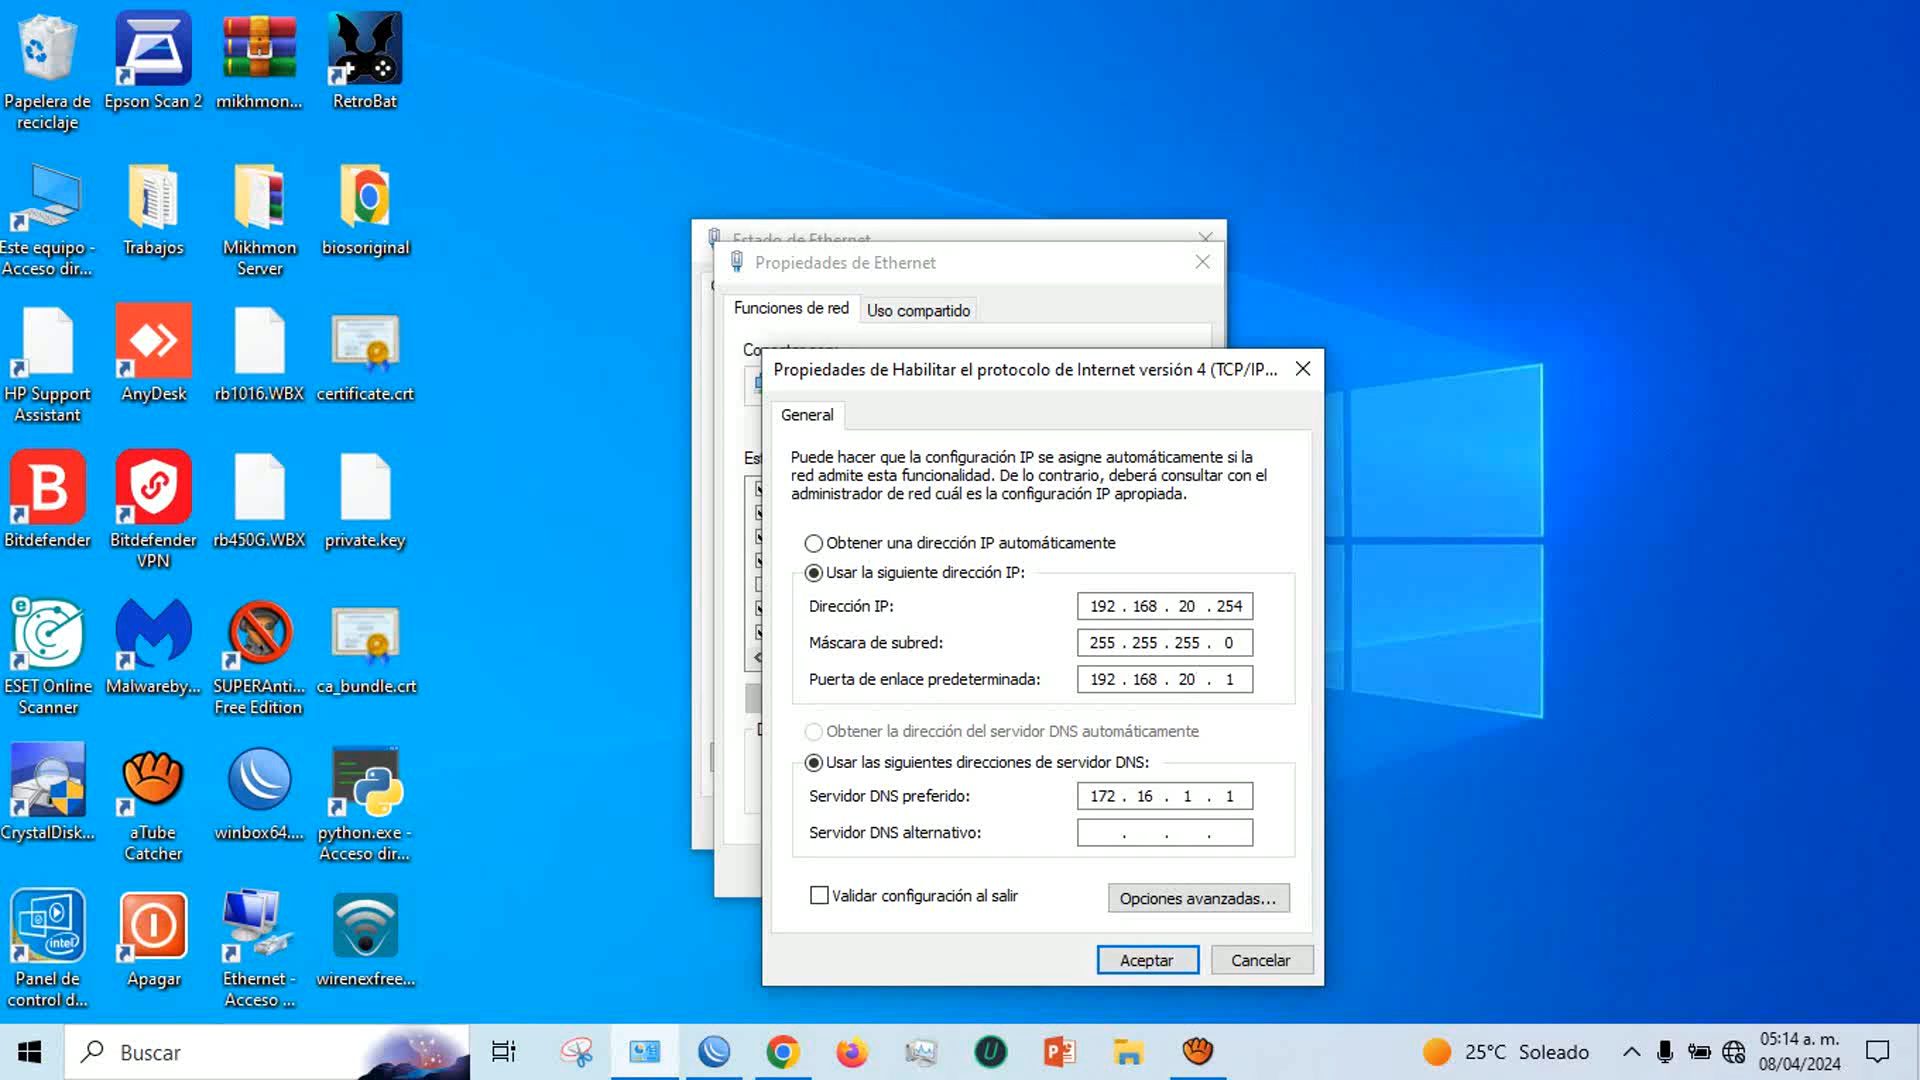 Papelera de
reciclaje
Epson Scan 2
mikhmon...
RetroBat
Este equipo -
Acceso dir...
Trabajos
Mikhmon
Server
biosoriginal
HP Support
Assistant
AnyDesk
rb1016.WBX
certificate.crt
Bitdefender
Bitdefender
VPN
rb450G.WBX
private.key
ESET Online
Scanner
Malwareby...
SUPERAnti...
Free Edition
ca_bundle.crt
CrystalDisk...
aTube
Catcher
winbox64....
python.exe -
Acceso dir...
Panel de
control d...
Apagar
Ethernet -
Acceso ...
wirenexfree...
Estado de Ethernet
Propiedades de Ethernet
Funciones de red
Uso compartido
Propiedades de Habilitar el protocolo de Internet versión 4 (TCP/IP...
General
Puede hacer que la configuración IP se asigne automáticamente si la
red admite esta funcionalidad. De lo contrario, deberá consultar con el
administrador de red cuál es la configuración IP apropiada.
Obtener una dirección IP automáticamente
Usar la siguiente dirección IP:
Dirección IP: 192 . 168 . 20 . 254
Máscara de subred: 255 . 255 . 255 . 0
Puerta de enlace predeterminada: 192 . 168 . 20 . 1
Obtener la dirección del servidor DNS automáticamente
Usar las siguientes direcciones de servidor DNS:
Servidor DNS preferido: 172 . 16 . 1 . 1
Servidor DNS alternativo: . . .
Validar configuración al salir
Opciones avanzadas...
Aceptar
Cancelar
Buscar
25°C Soleado
05:14 a. m.
08/04/2024